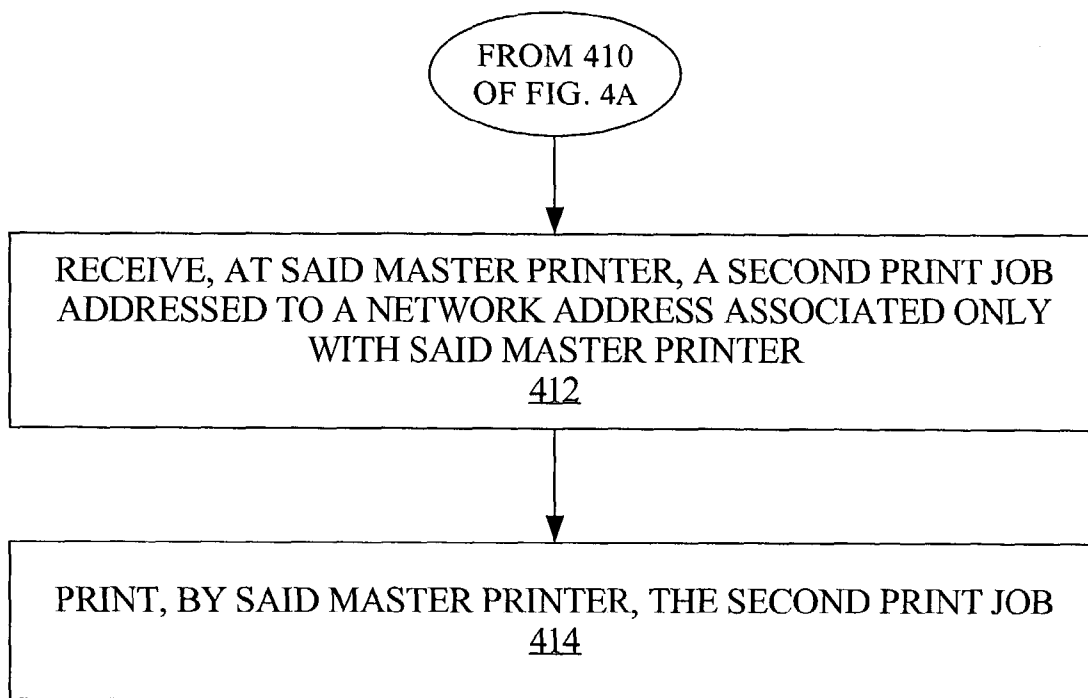 FROM 410
OF FIG. 4A
RECEIVE, AT SAID MASTER PRINTER, A SECOND PRINT JOB
ADDRESSED TO A NETWORK ADDRESS ASSOCIATED ONLY
WITH SAID MASTER PRINTER
412
PRINT, BY SAID MASTER PRINTER, THE SECOND PRINT JOB
414